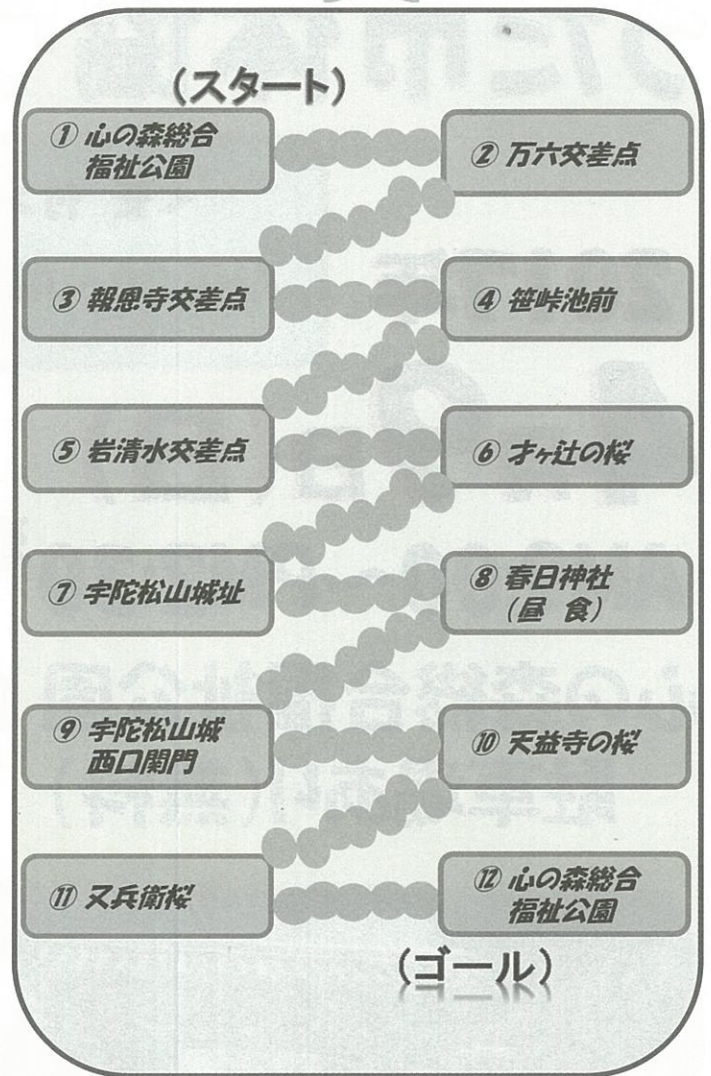 (スタート)
① 心の森総合
福祉公園
② 万六交差点
③ 報恩寺交差点
④ 笹峠池前
⑤ 岩清水交差点
⑥ 才ヶ辻の桜
⑦ 宇陀松山城址
⑧ 春日神社
(昼 食)
⑨ 宇陀松山城
西口関門
⑩ 天益寺の桜
⑪ 又兵衛桜
⑫ 心の森総合
福祉公園
(ゴール)